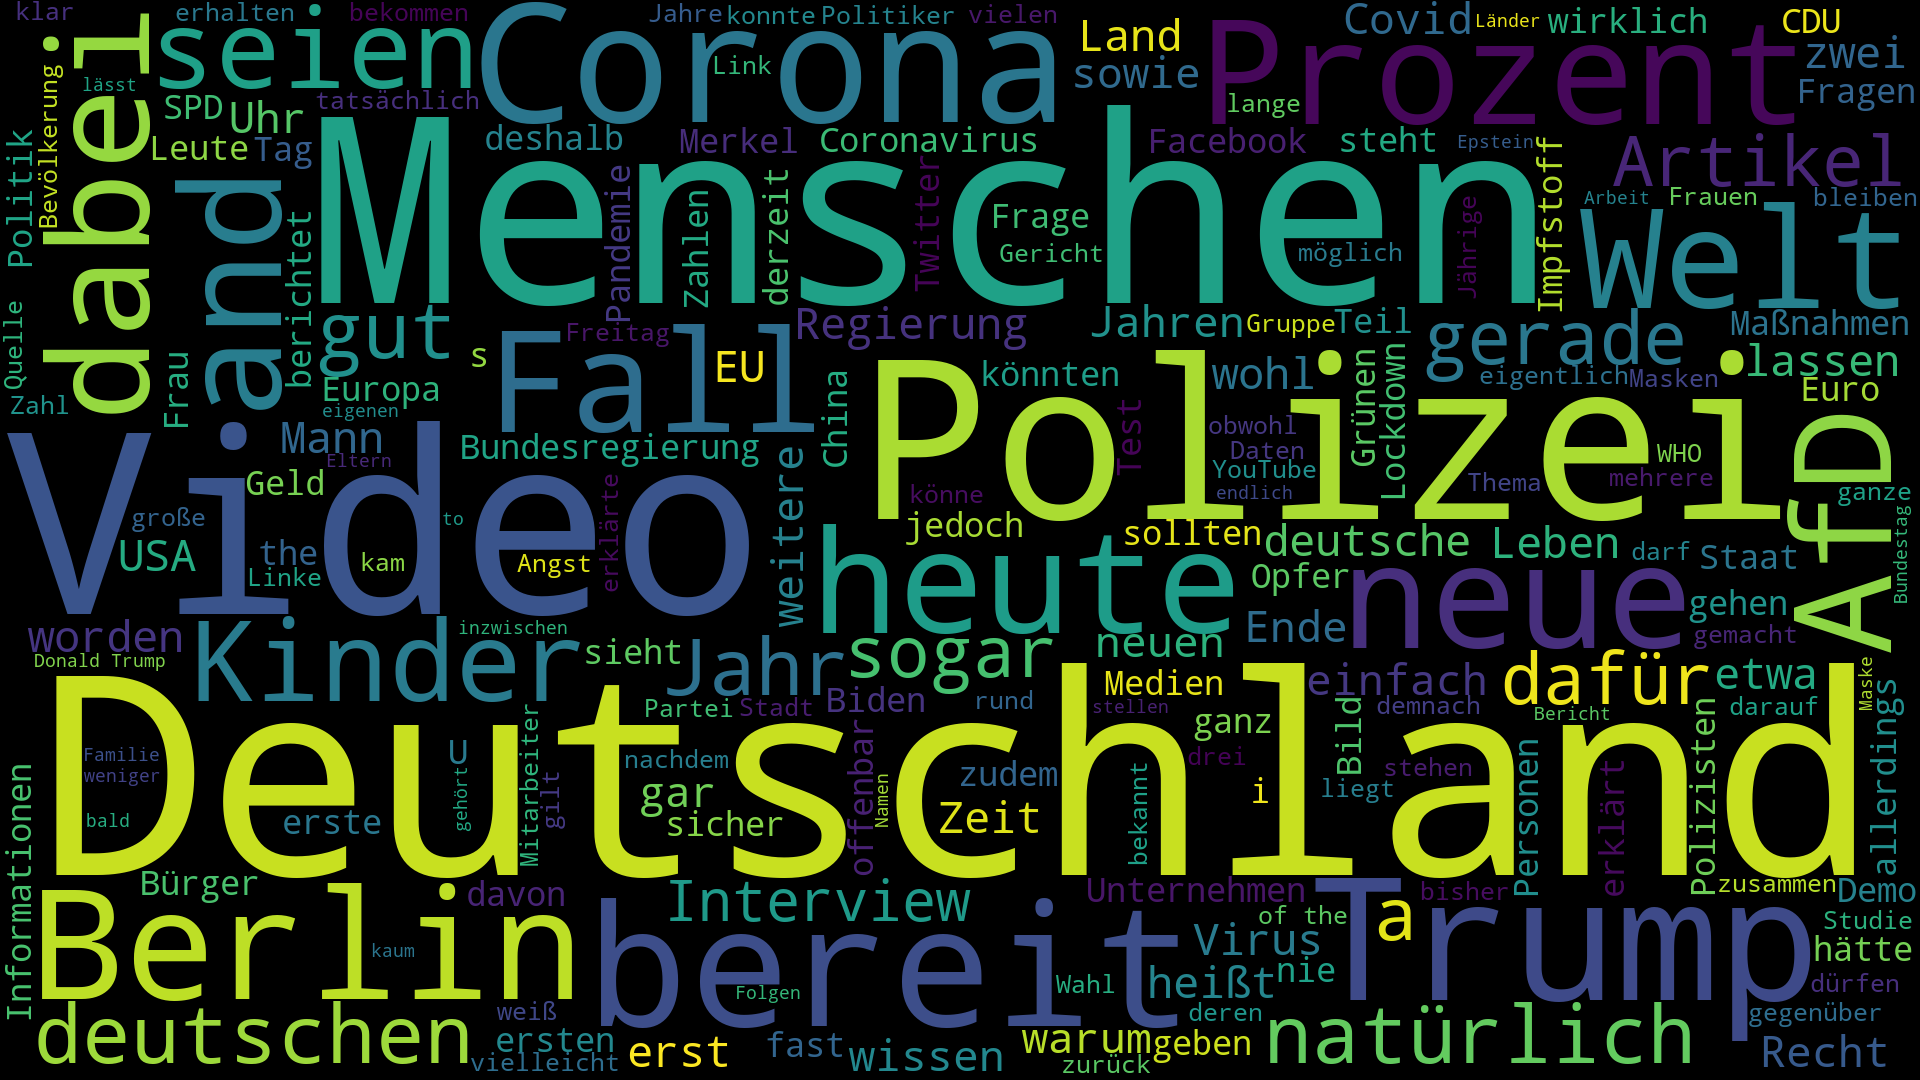 klar
erhalten
bekommen
Corona
Jahre
konnte
Politiker
vielen
Covid
Länder
wirklich
CDU
Bevölkerung
dabei
seien
Link
Land
sowie
Prozent
zwei
Fragen
lässt
SPD
Uhr
tatsächlich
lange
Politik
Leute
Tag
deshalb
Merkel
Coronavirus
Facebook
steht
Epstein
Artikel
and
Menschen
Pandemie
Zahlen
derzeit
Twitter
Frage
Gericht
möglich
Jährige
Impfstoff
Arbeit
Frauen
bleiben
Welt
berichtet
Quelle
Zahl
Frau
gut
Europa
eigenen
s
Fall
Freitag
EU
Regierung
Jahren
Gruppe
Teil
gerade
Maßnahmen
lassen
Euro
China
könnten
wohl
eigentlich
Masken
Polizei
Test
obwohl
Daten
YouTube
endlich
Grünen
Lockdown
WHO
Thema
mehrere
AfD
ganze
Bundestag
Video
Mann
Eltern
Geld
große
USA
the
Linke
kam
to
Bundesregierung
Angst
erklärte
weitere
könne
jedoch
sollten
deutsche
Leben
darf
Staat
heute
Opfer
neue
gehen
gemacht
worden
Donald Trump
Kinder
inzwischen
sieht
Jahr
sogar
neuen
Ende
einfach
dafür
etwa
Maske
Medien
Partei
Stadt
Biden
rund
stellen
ganz
Bild
demnach
Bericht
darauf
allerdings
Deutschland
Familie
weniger
bald
erste
U
gehört
Mitarbeiter
gilt
nachdem
gar
sicher
offenbar
Namen
zudem
Zeit
bekannt
drei
i
liegt
stehen
Personen
erklärt
Polizisten
Informationen
Bürger
davon
Interview
Unternehmen
bisher
zusammen
Demo
Berlin
kaum
bereit
of the
a
Trump
Studie
hätte
Virus
heißt
nie
Folgen
Wahl
dürfen
deutschen
weiß
ersten
vielleicht
erst
fast
wissen
warum
zurück
deren
geben
natürlich
gegenüber
Recht